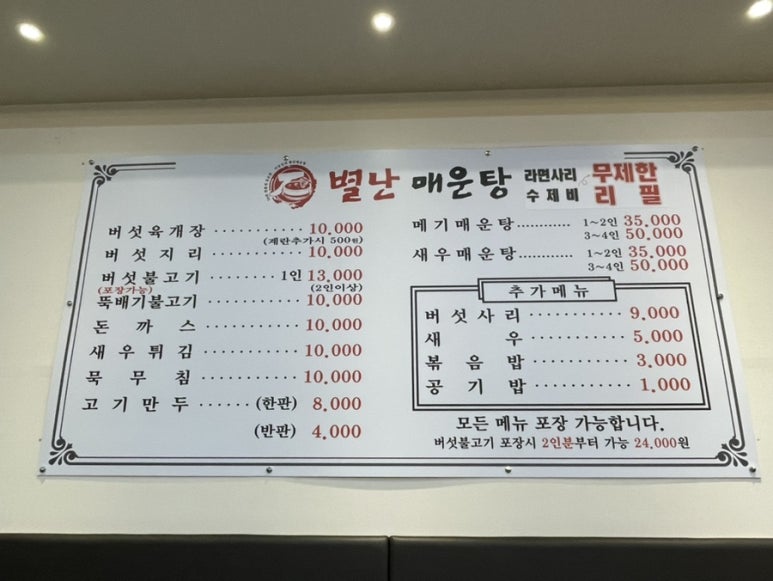 별난 매운탕
라면사리
수제비
무제한
리필
버섯육개장 10,000
(계란추가시 500원)
버섯지리 10,000
버섯불고기 1인 13,000
(포장가능) (2인이상)
뚝배기불고기 10,000
돈까스 10,000
새우튀김 10,000
묵무침 10,000
고기만두 (한판) 8,000
(반판) 4,000
메기매운탕 1~2인 35,000
3~4인 50,000
새우매운탕 1~2인 35,000
3~4인 50,000
추가메뉴
버섯사리 9,000
새우 5,000
볶음밥 3,000
공기밥 1,000
모든 메뉴 포장 가능합니다.
버섯불고기 포장시 2인분부터 가능 24,000원